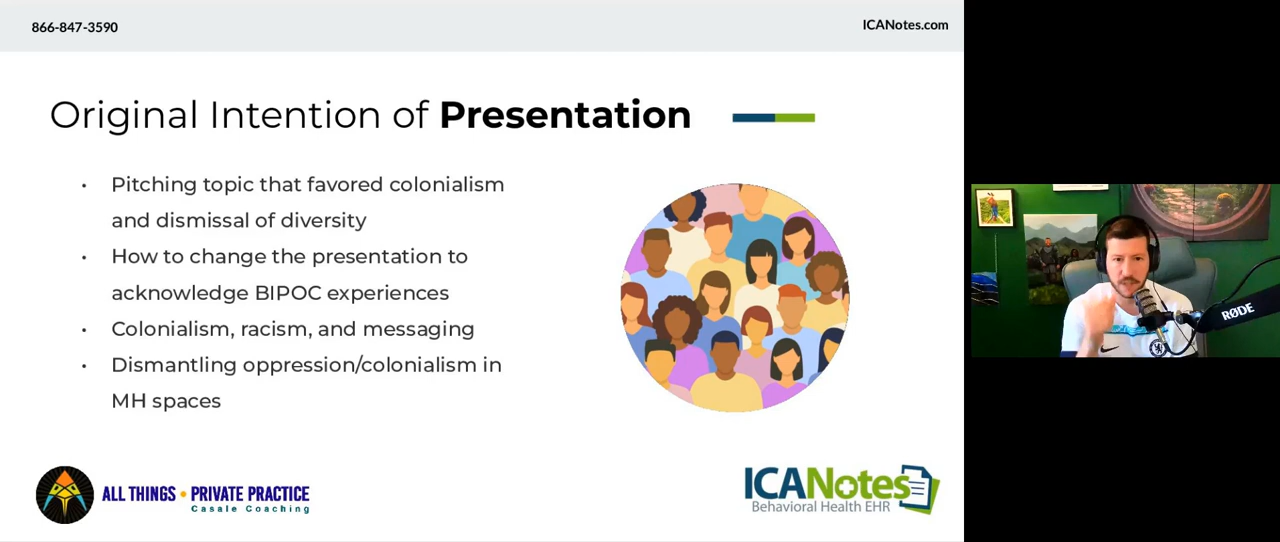 866-847-3590
ICANotes.com
Original Intention of Presentation
• Pitching topic that favored colonialism
and dismissal of diversity
• How to change the presentation to
acknowledge BIPOC experiences
• Colonialism, racism, and messaging
• Dismantling oppression/colonialism in
MH spaces
RØDE
ALL THINGS • PRIVATE PRACTICE
Casale Coaching
ICANotes
Behavioral Health EHR